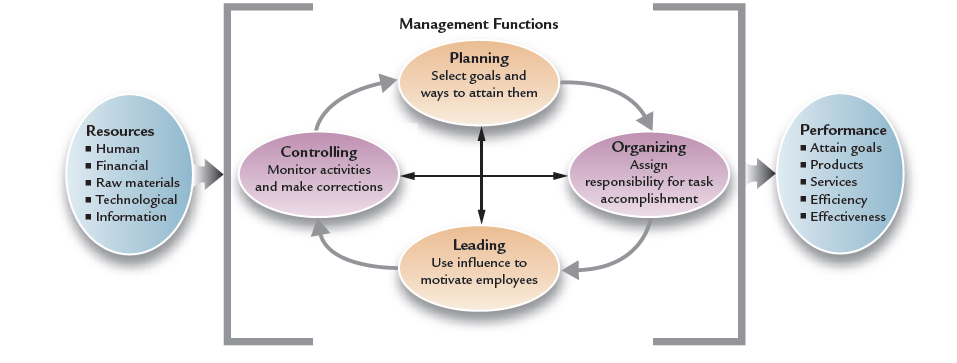 Management Functions
Planning
Select goals and
ways to attain them
Resources
■ Human
■ Financial
■ Raw materials
■ Technological
■ Information
Controlling
Monitor activities
and make corrections
Organizing
Assign
responsibility for task
accomplishment
Leading
Use influence to
motivate employees
Performance
■ Attain goals
■ Products
■ Services
■ Efficiency
■ Effectiveness